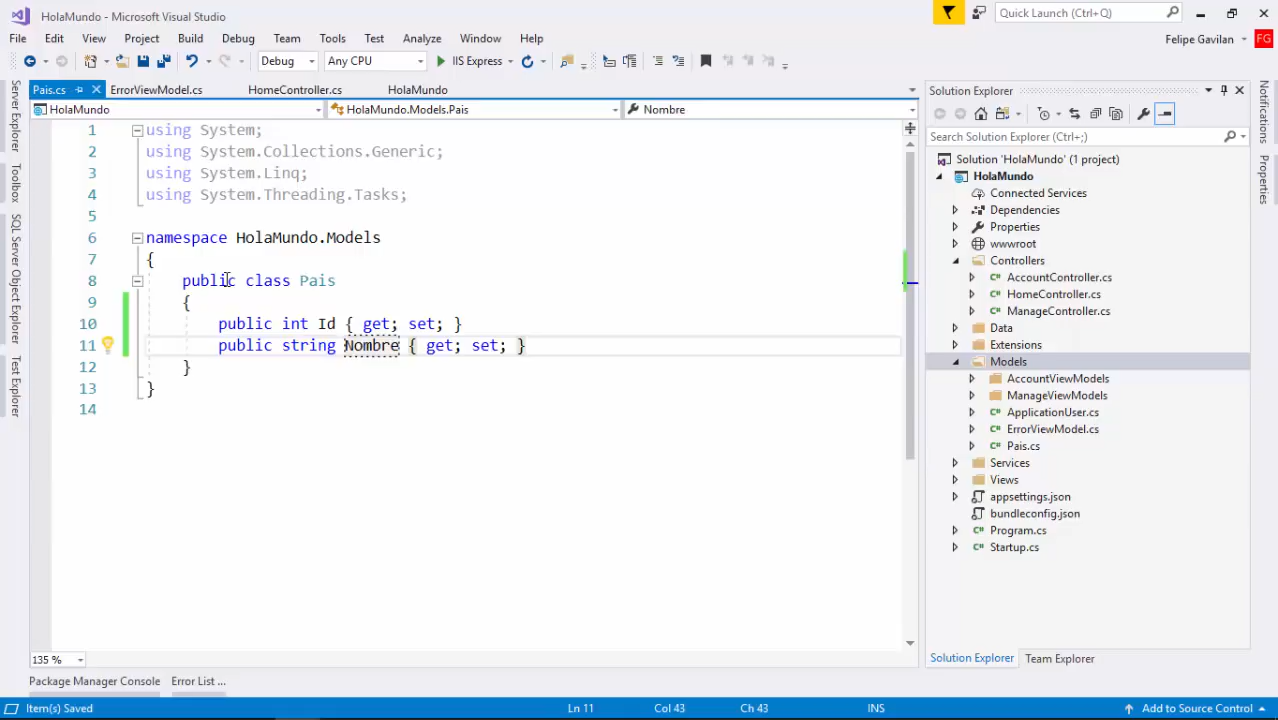 HolaMundo - Microsoft Visual Studio
Quick Launch (Ctrl+Q)
File Edit View Project Build Debug Team Tools Test Analyze Window Help
Felipe Gavilan FG
Debug Any CPU IIS Express
Pais.cs ErrorViewModel.cs HomeController.cs HolaMundo
HolaMundo HolaMundo.Models.Pais Nombre
Server Explorer
Toolbox
SQL Server Object Explorer
Test Explorer
1 using System;
2 using System.Collections.Generic;
3 using System.Linq;
4 using System.Threading.Tasks;
5
6 namespace HolaMundo.Models
7 {
8 public class Pais
9 {
10 public int Id { get; set; }
11 public string Nombre { get; set; }
12 }
13 }
14
135 %
Package Manager Console Error List ...
Solution Explorer
Search Solution Explorer (Ctrl+;)
Solution 'HolaMundo' (1 project)
HolaMundo
Connected Services
Dependencies
Properties
wwwroot
Controllers
AccountController.cs
HomeController.cs
ManageController.cs
Data
Extensions
Models
AccountViewModels
ManageViewModels
ApplicationUser.cs
ErrorViewModel.cs
Pais.cs
Services
Views
appsettings.json
bundleconfig.json
Program.cs
Startup.cs
Solution Explorer Team Explorer
Notifications
Properties
Item(s) Saved Ln 11 Col 43 Ch 43 INS Add to Source Control